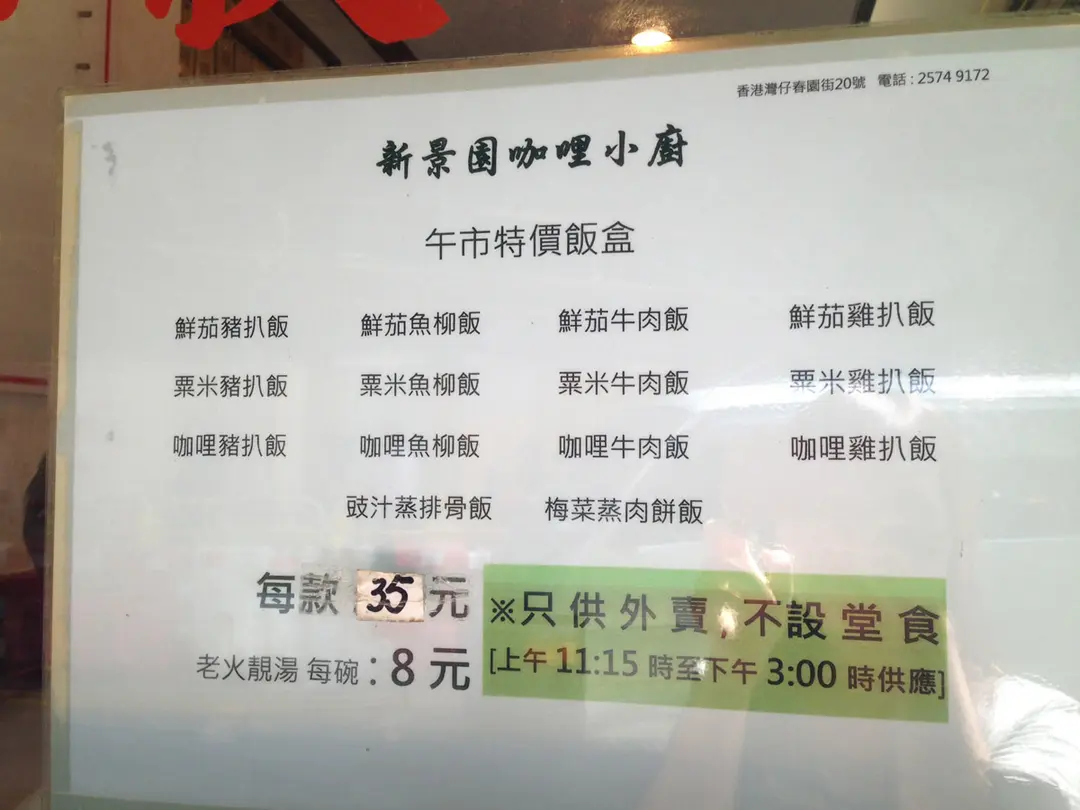 香港灣仔春園街20號 電話 : 2574 9172
新景園咖哩小廚
午市特價飯盒
鮮茄豬扒飯 鮮茄魚柳飯 鮮茄牛肉飯 鮮茄雞扒飯
粟米豬扒飯 粟米魚柳飯 粟米牛肉飯 粟米雞扒飯
咖哩豬扒飯 咖哩魚柳飯 咖哩牛肉飯 咖哩雞扒飯
豉汁蒸排骨飯 梅菜蒸肉餅飯
每款 35 元
老火靚湯 每碗：8 元
※只供外賣, 不設堂食
[上午 11:15 時至下午 3:00 時供應]